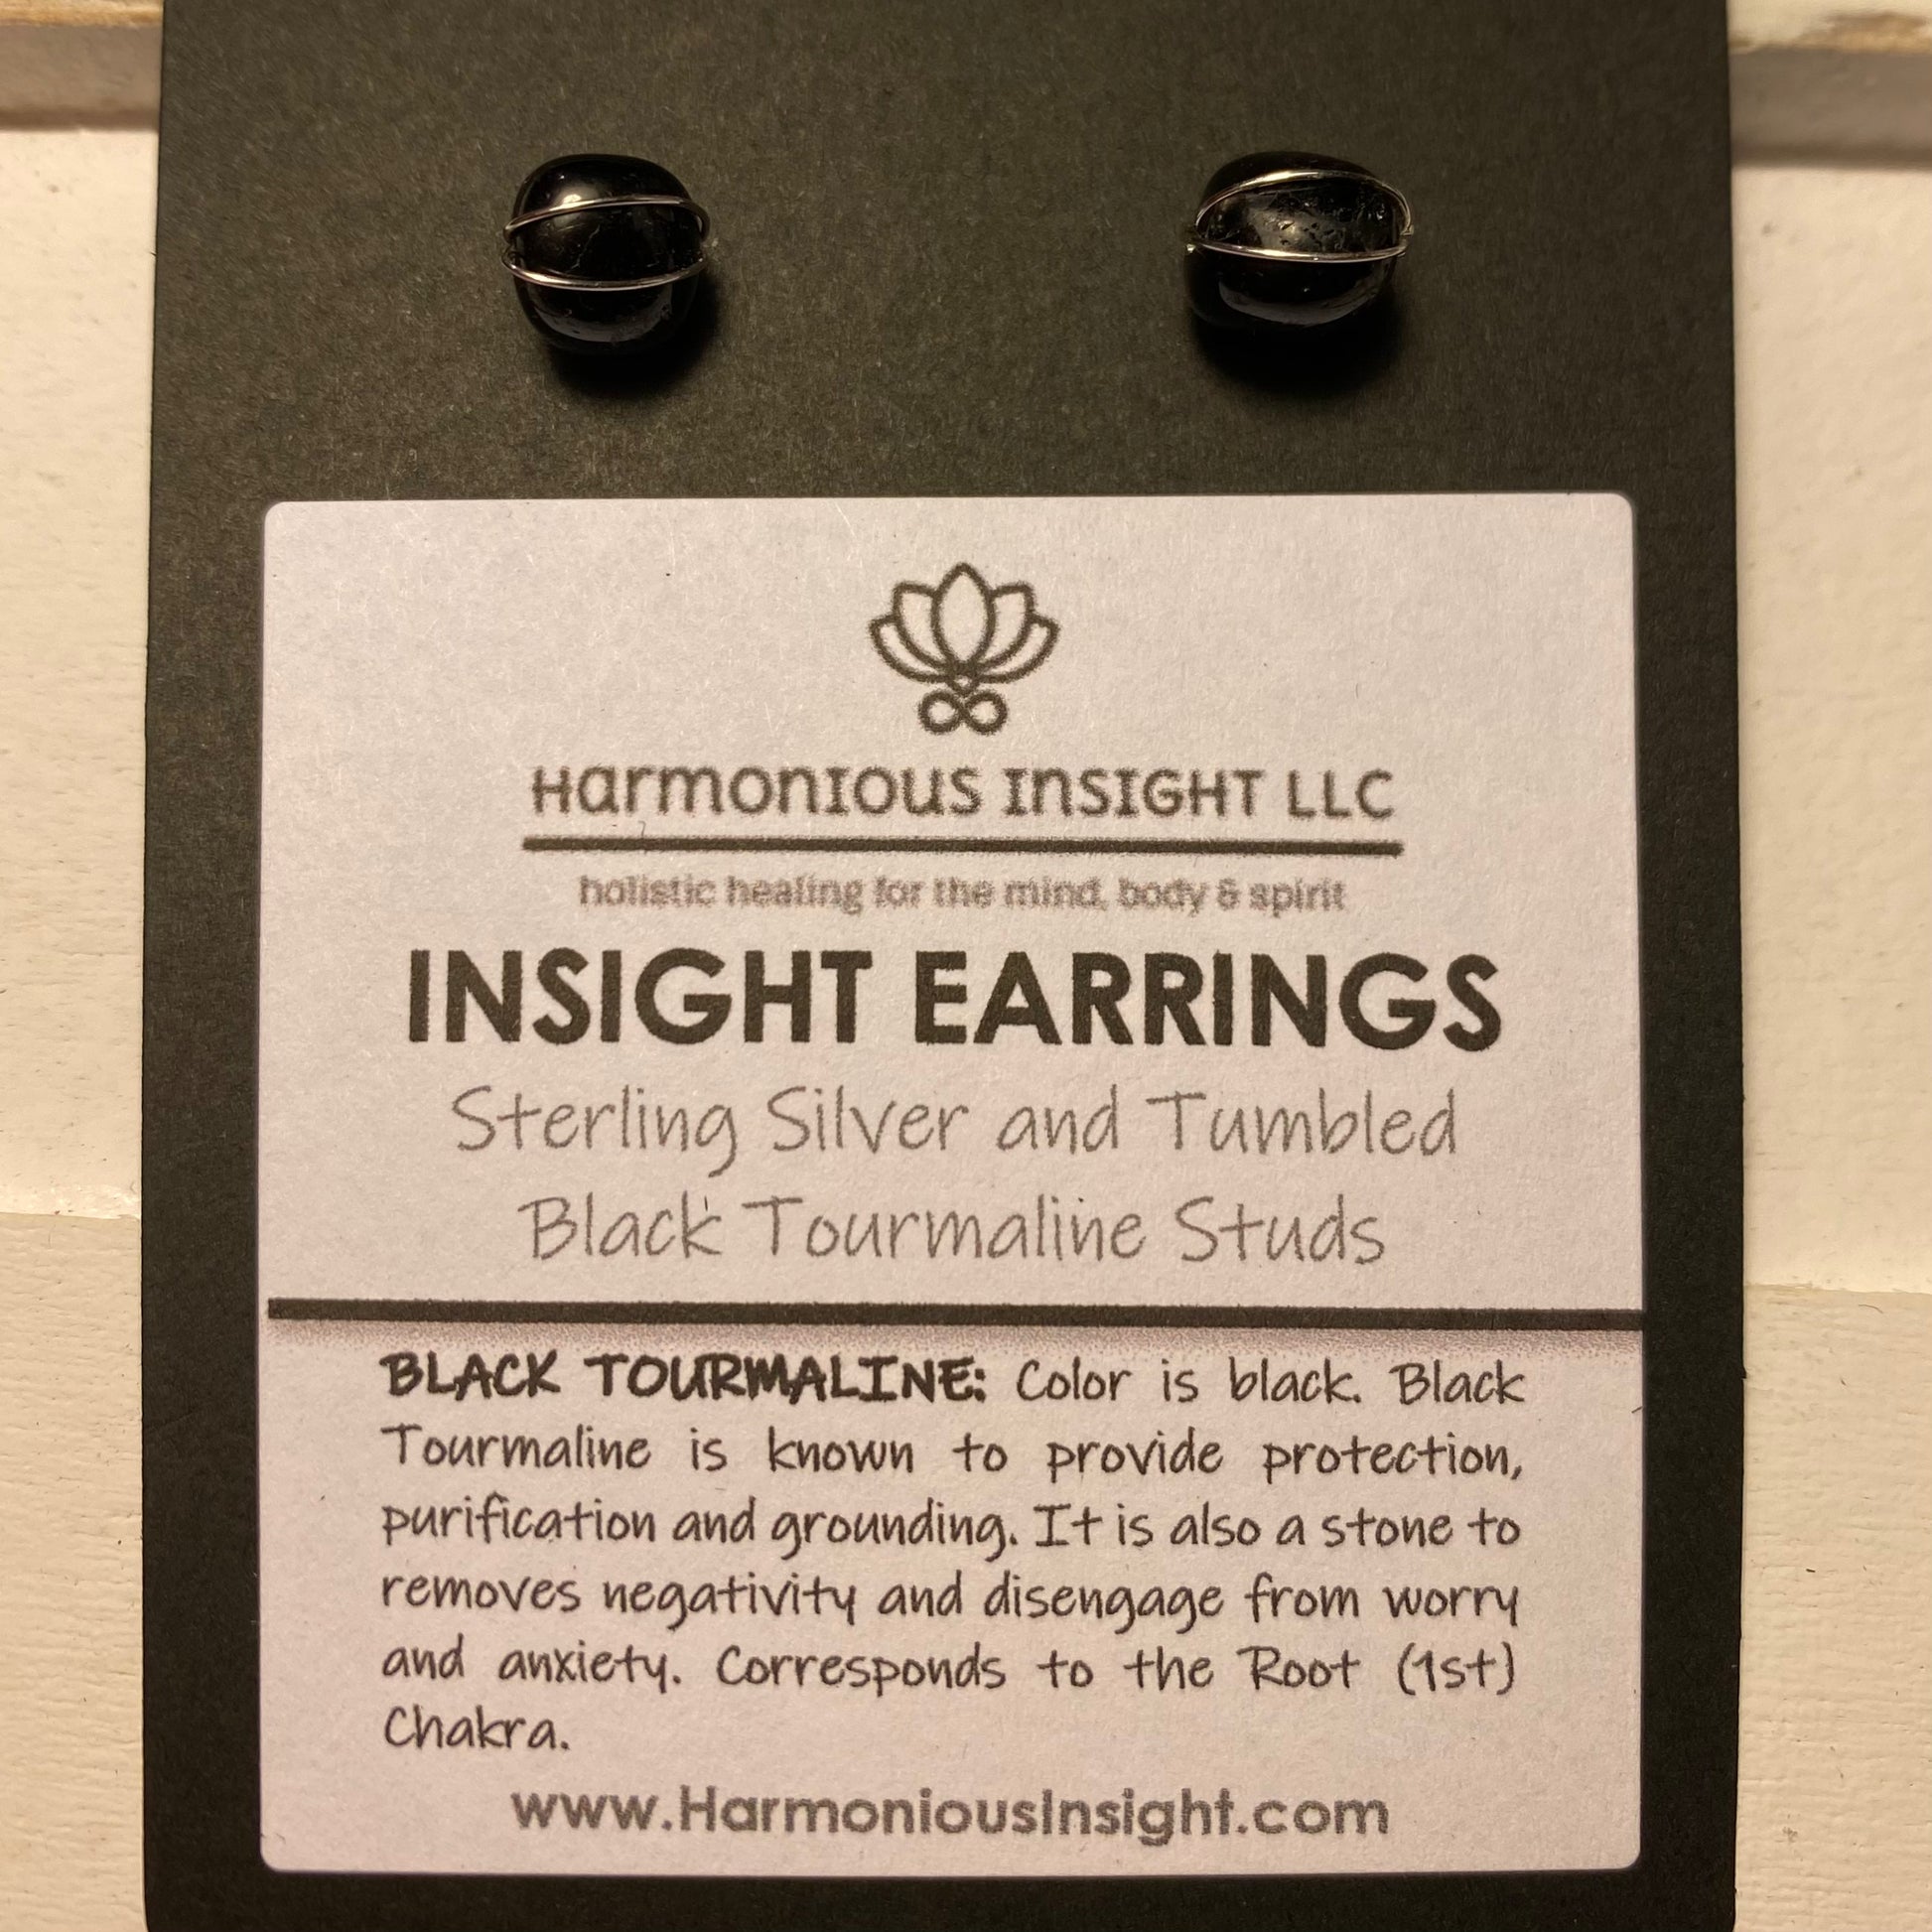 Harmonious Insight LLC
holistic healing for the mind, body & spirit
INSIGHT EARRINGS
Sterling Silver and Tumbled
Black Tourmaline Studs
BLACK TOURMALINE: Color is black. Black
Tourmaline is known to provide protection,
purification and grounding. It is also a stone to
removes negativity and disengage from worry
and anxiety. Corresponds to the Root (1st)
Chakra.
www.HarmoniousInsight.com